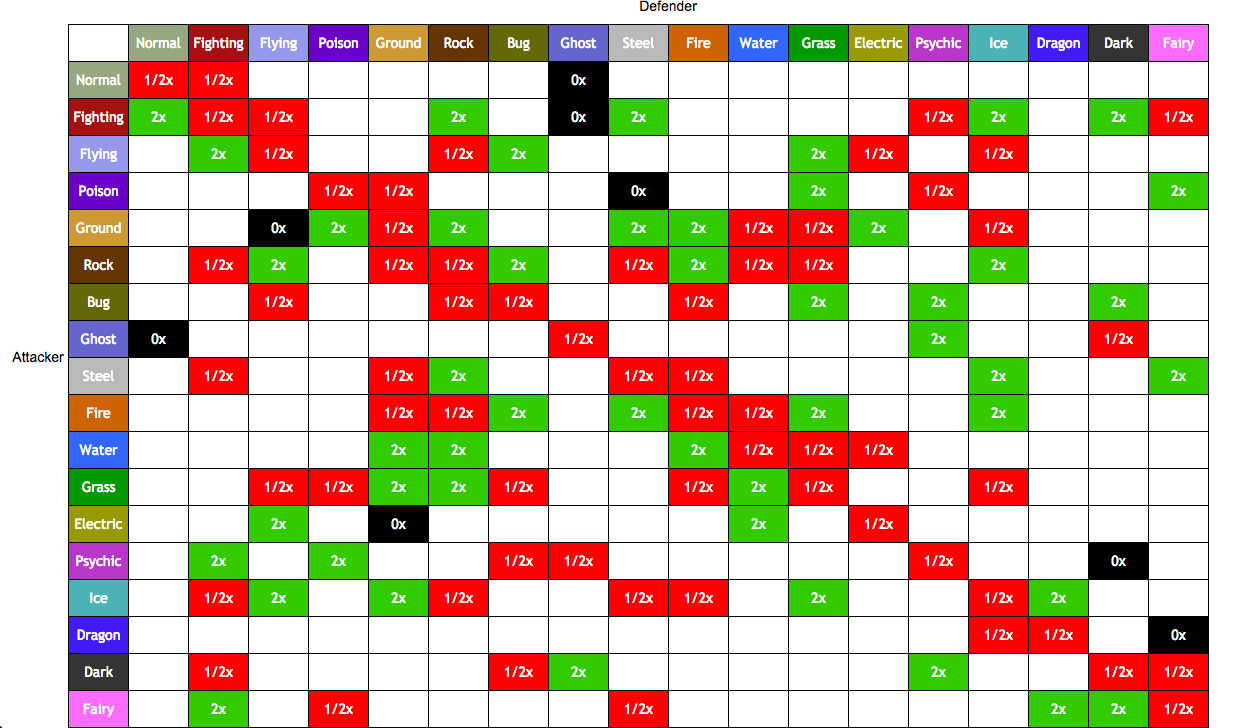 Defender
Normal Fighting Flying Poison Ground Rock Bug Ghost Steel Fire Water Grass Electric Psychic Ice Dragon Dark Fairy
Normal 1/2x 1/2x 0x
Fighting 2x 1/2x 1/2x 2x 0x 2x 1/2x 2x 2x 1/2x
Flying 2x 1/2x 1/2x 2x 2x 1/2x 1/2x
Poison 1/2x 1/2x 0x 2x 1/2x 2x
Ground 0x 2x 1/2x 2x 2x 2x 1/2x 1/2x 2x 1/2x
Rock 1/2x 2x 1/2x 1/2x 2x 1/2x 2x 1/2x 1/2x 2x
Bug 1/2x 1/2x 1/2x 1/2x 2x 2x 2x
Ghost 0x 1/2x 2x 1/2x
Attacker
Steel 1/2x 1/2x 2x 1/2x 1/2x 2x 2x
Fire 1/2x 1/2x 2x 2x 1/2x 1/2x 2x 2x
Water 2x 2x 2x 1/2x 1/2x 1/2x
Grass 1/2x 1/2x 2x 2x 1/2x 1/2x 2x 1/2x 1/2x
Electric 2x 0x 2x 1/2x
Psychic 2x 2x 1/2x 1/2x 1/2x 0x
Ice 1/2x 2x 2x 1/2x 1/2x 1/2x 2x 1/2x 2x
Dragon 1/2x 1/2x 0x
Dark 1/2x 1/2x 2x 2x 1/2x 1/2x
Fairy 2x 1/2x 1/2x 2x 2x 1/2x